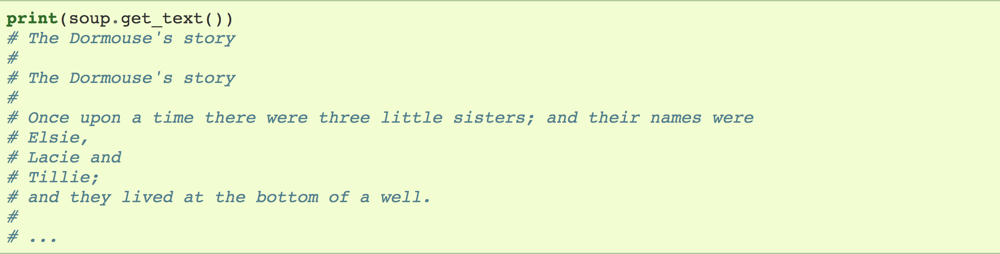 print(soup.get_text())
# The Dormouse's story
#
# The Dormouse's story
#
# Once upon a time there were three little sisters; and their names were
# Elsie,
# Lacie and
# Tillie;
# and they lived at the bottom of a well.
#
# ...